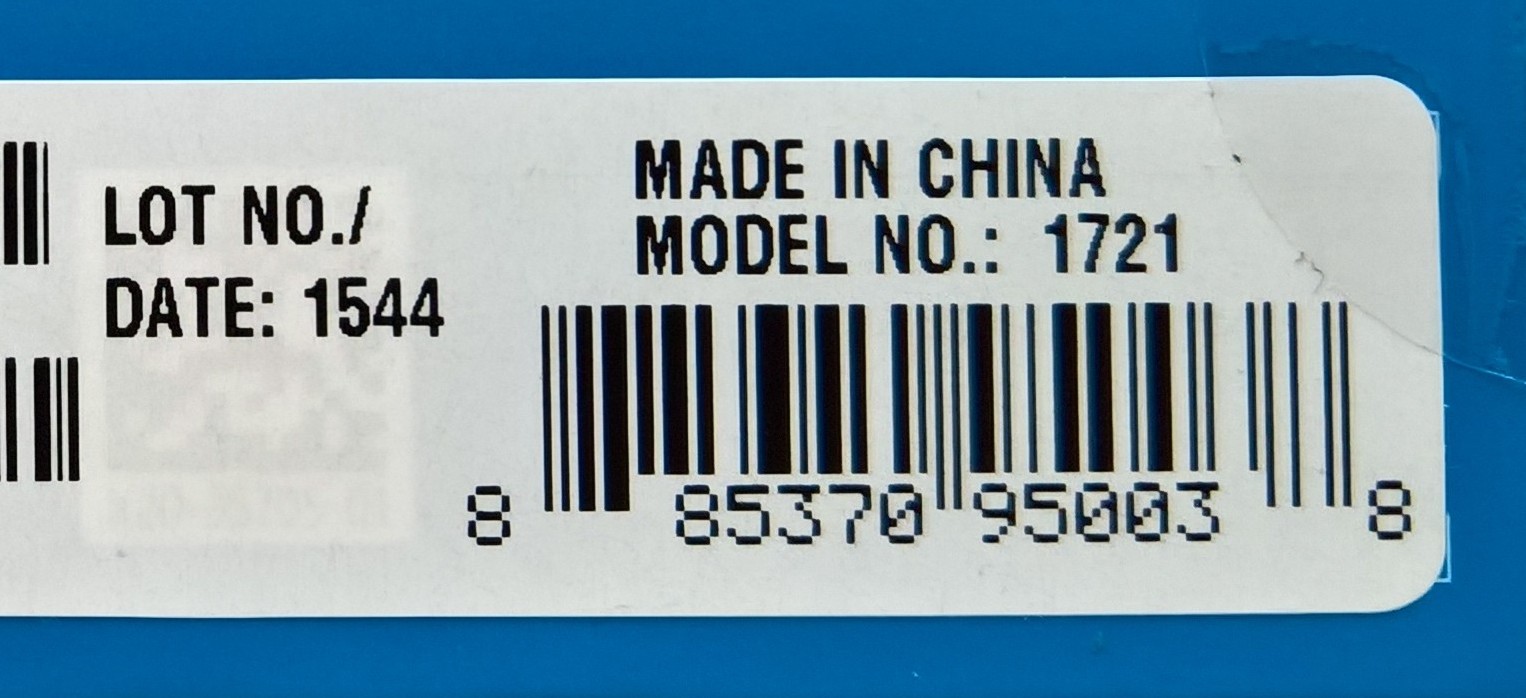 LOT NO./
DATE: 1544
MADE IN CHINA
MODEL NO.: 1721
8 85370 95003 8